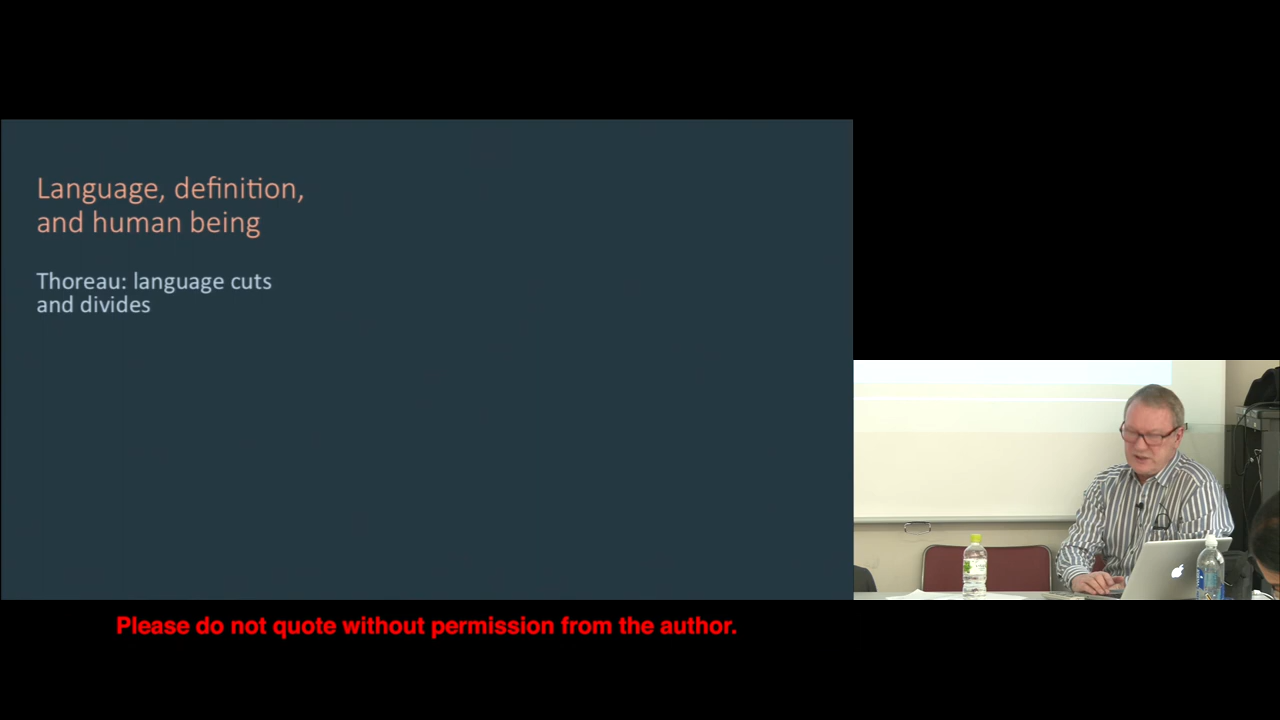 Language, definition,
and human being
Thoreau: language cuts
and divides
Please do not quote without permission from the author.